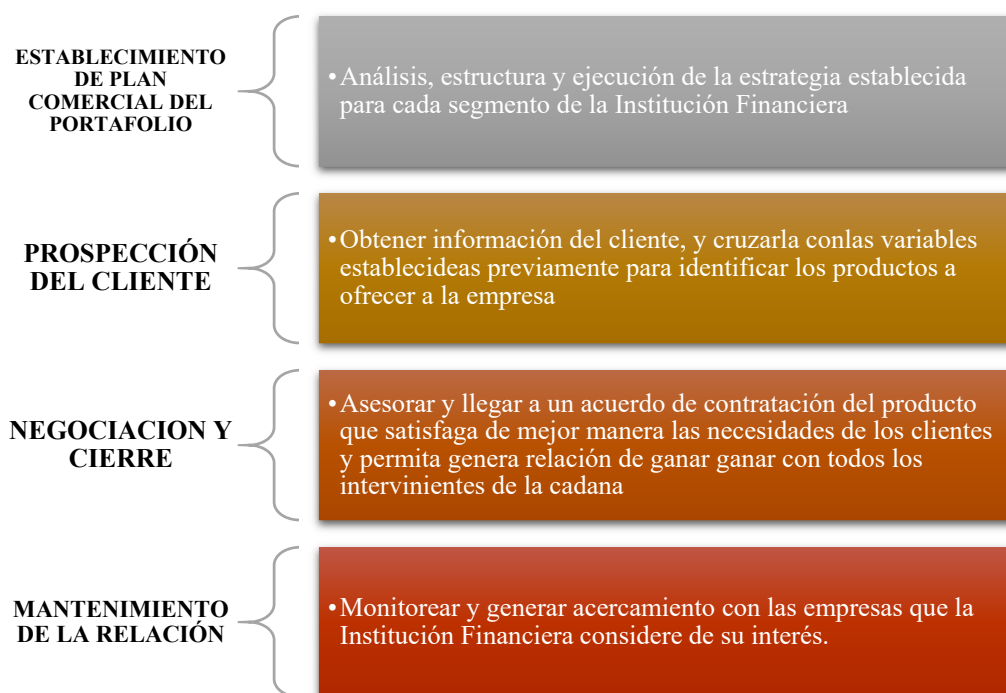 ESTABLECIMIENTO
DE PLAN
COMERCIAL DEL
PORTAFOLIO
•Análisis, estructura y ejecución de la estrategia establecida
para cada segmento de la Institución Financiera
PROSPECCIÓN
DEL CLIENTE
•Obtener información del cliente, y cruzarla conlas variables
establecideas previamente para identificar los productos a
ofrecer a la empresa
NEGOCIACION Y
CIERRE
•Asesorar y llegar a un acuerdo de contratación del producto
que satisfaga de mejor manera las necesidades de los clientes
y permita genera relación de ganar ganar con todos los
intervinientes de la cadana
MANTENIMIENTO
DE LA RELACIÓN
•Monitorear y generar acercamiento con las empresas que la
Institución Financiera considere de su interés.